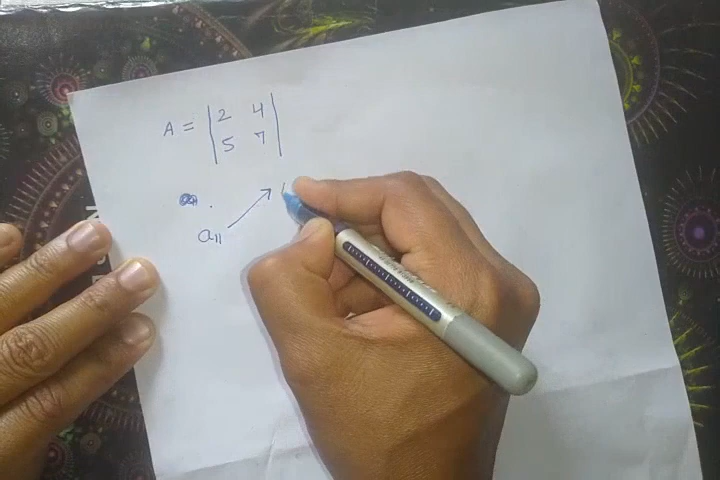 A = | 2 4 |
| 5 7 |
a11